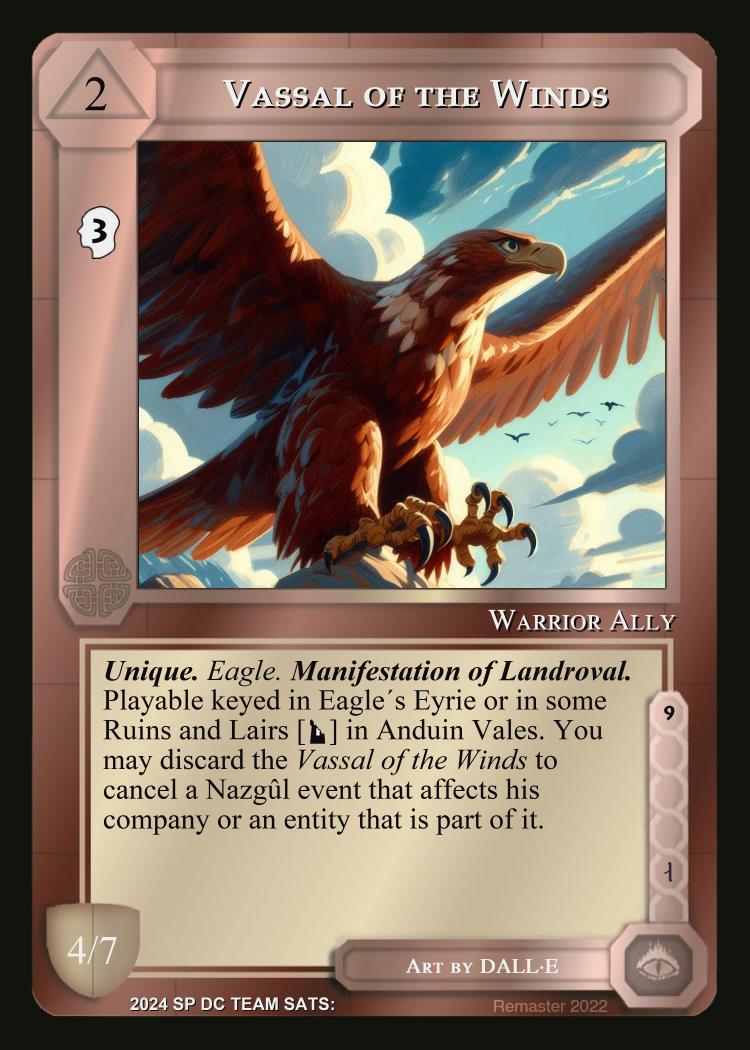 2
Vassal of the Winds
3
Warrior Ally
Unique. Eagle. Manifestation of Landroval.
Playable keyed in Eagle´s Eyrie or in some
Ruins and Lairs [ ] in Anduin Vales. You
may discard the Vassal of the Winds to
cancel a Nazgûl event that affects his
company or an entity that is part of it.
9
4/7
Art by DALL·E
2024 SP DC TEAM SATS:
Remaster 2022